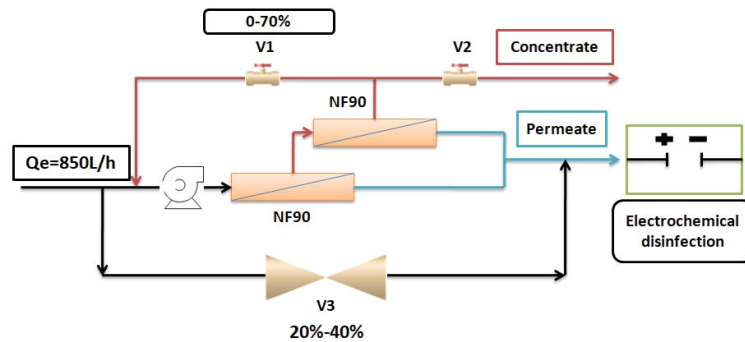 0-70%
V1
V2
Concentrate
NF90
Permeate
Qe=850L/h
NF90
Electrochemical
disinfection
V3
20%-40%